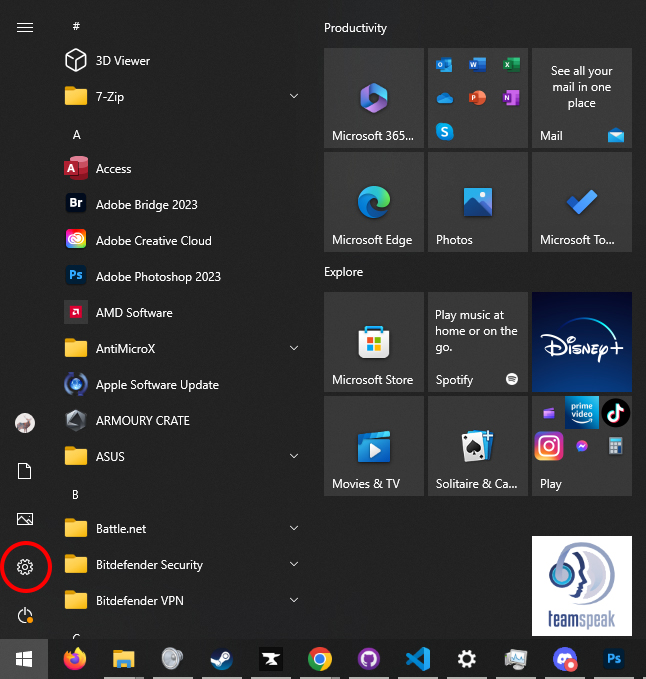 #
3D Viewer
7-Zip
A
Access
Br
Adobe Bridge 2023
Adobe Creative Cloud
Ps
Adobe Photoshop 2023
AMD Software
AntiMicroX
Apple Software Update
ARMOURY CRATE
ASUS
B
Battle.net
Bitdefender Security
Bitdefender VPN
Productivity
Microsoft 365...
See all your
mail in one
place
Mail
Microsoft Edge
Photos
Microsoft To...
Explore
Microsoft Store
Play music at
home or on the
go.
Spotify
Disney+
Movies & TV
Solitaire & Ca...
prime
video
Play
teamspeak
Ps